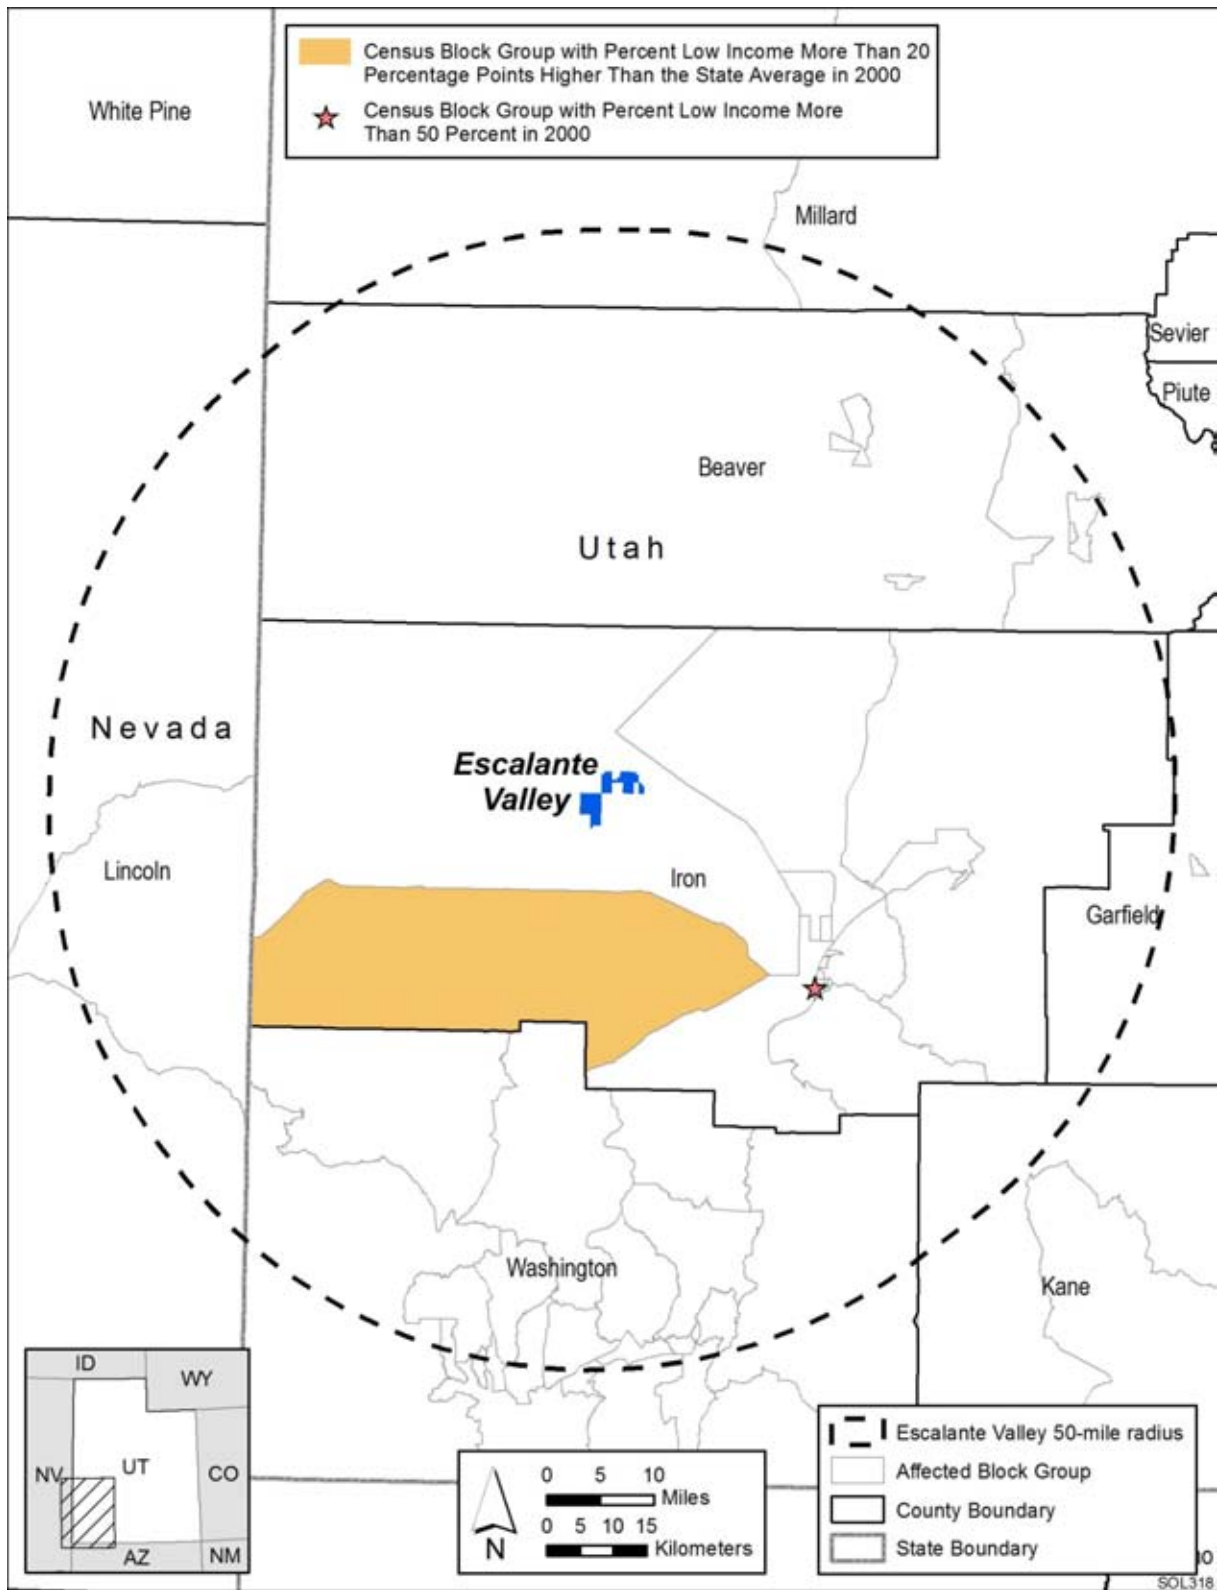 Census Block Group with Percent Low Income More Than 20
Percentage Points Higher Than the State Average in 2000
Census Block Group with Percent Low Income More
Than 50 Percent in 2000
White Pine
Millard
Sevier
Piute
Beaver
Utah
Nevada
Escalante
Valley
Lincoln
Iron
Garfield
Washington
Kane
ID
WY
NV
UT
CO
AZ
NM
0 5 10
Miles
0 5 10 15
Kilometers
N
Escalante Valley 50-mile radius
Affected Block Group
County Boundary
State Boundary
SOL318